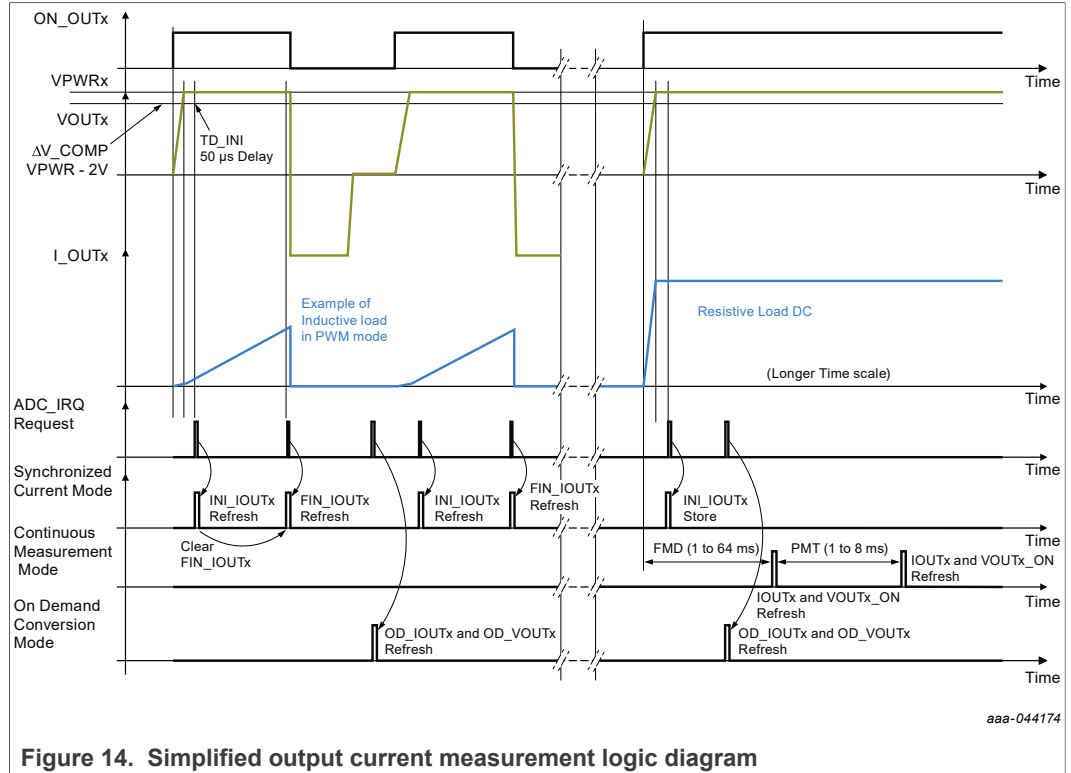 ON_OUTx
Time
VPWRx
VOUTx
TD_INI
50 µs Delay
ΔV_COMP
VPWR - 2V
Time
I_OUTx
Example of
Inductive load
in PWM mode
Resistive Load DC
(Longer Time scale)
Time
ADC_IRQ
Request
Time
Synchronized
Current Mode
INI_IOUTx
Refresh
FIN_IOUTx
Refresh
INI_IOUTx
Refresh
FIN_IOUTx
Refresh
INI_IOUTx
Store
Time
Clear
FIN_IOUTx
Continuous
Measurement
Mode
FMD (1 to 64 ms)
PMT (1 to 8 ms)
IOUTx and VOUTx_ON
Refresh
IOUTx and VOUTx_ON
Refresh
Time
On Demand
Conversion
Mode
OD_IOUTx and OD_VOUTx
Refresh
OD_IOUTx and OD_VOUTx
Refresh
Time
aaa-044174
Figure 14. Simplified output current measurement logic diagram